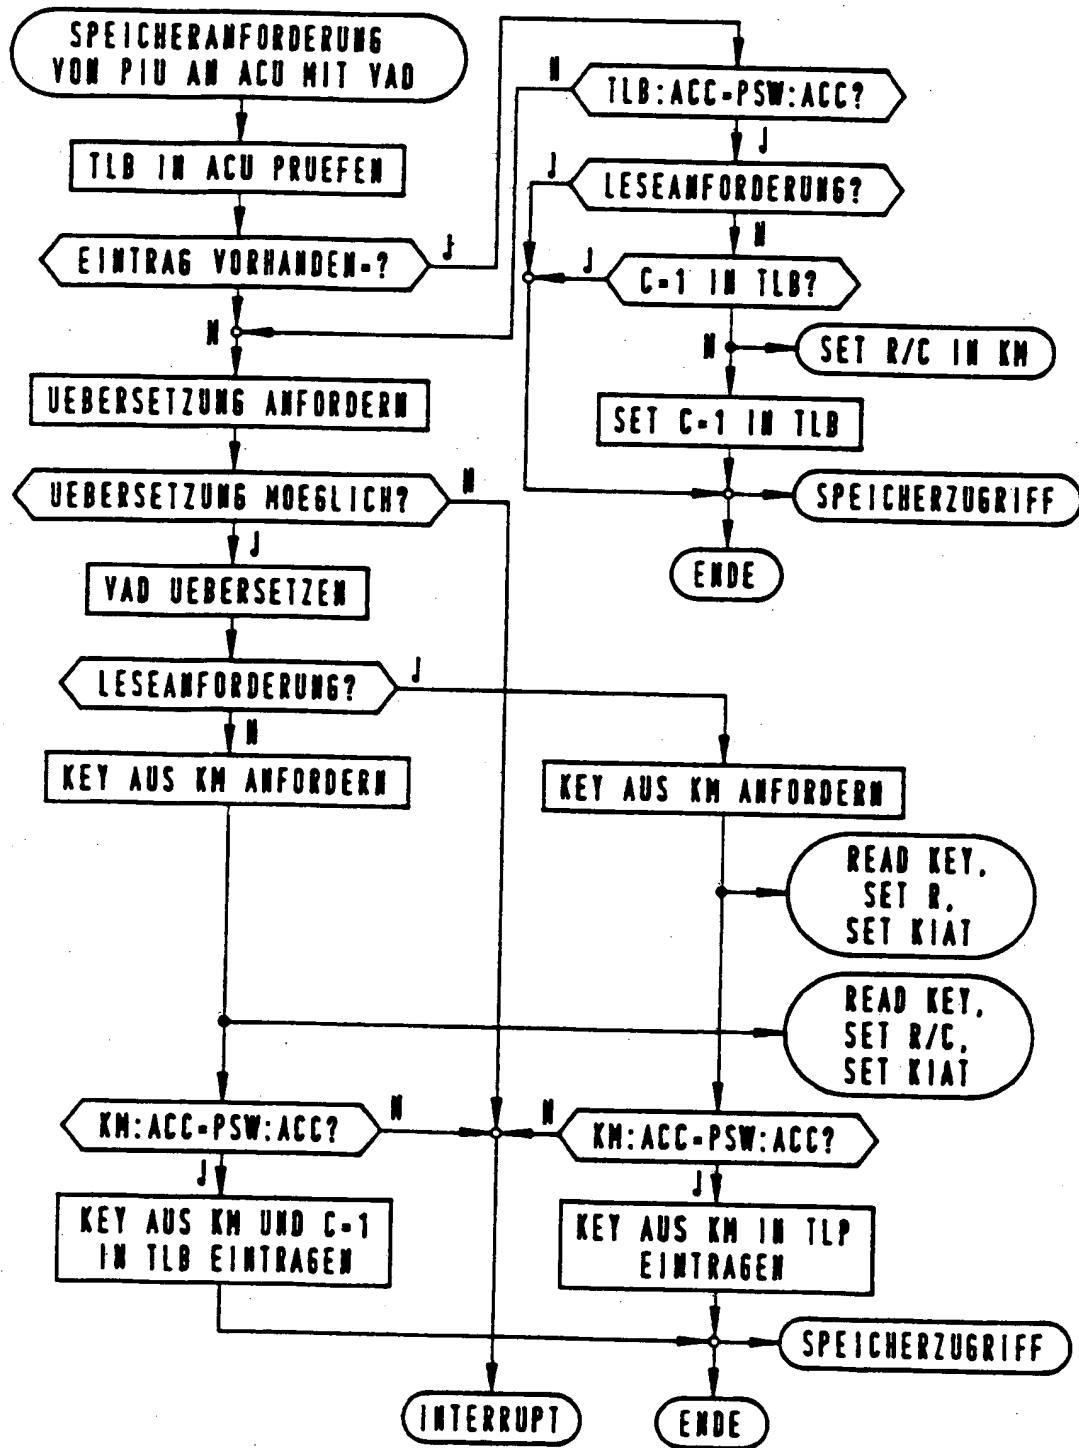 SPEICHERANFORDERUNG
VON PIU AN ACU MIT VAD
TLB IN ACU PRUEFEN
EINTRAG VORHANDEN=?
J
N
UEBERSETZUNG ANFORDERN
UEBERSETZUNG MOEGLICH?
N
J
VAD UEBERSETZEN
LESEANFORDERUNG?
J
N
KEY AUS KM ANFORDERN
KM:ACC=PSW:ACC?
N
J
KEY AUS KM UND C=1
IN TLB EINTRAGEN
TLB:ACC=PSW:ACC?
N
J
LESEANFORDERUNG?
J
N
C=1 IN TLB?
J
N
SET R/C IN KM
SET C=1 IN TLB
SPEICHERZUGRIFF
ENDE
KEY AUS KM ANFORDERN
READ KEY,
SET R,
SET KIAT
READ KEY,
SET R/C,
SET KIAT
KM:ACC=PSW:ACC?
N
J
KEY AUS KM IN TLP
EINTRAGEN
SPEICHERZUGRIFF
INTERRUPT
ENDE